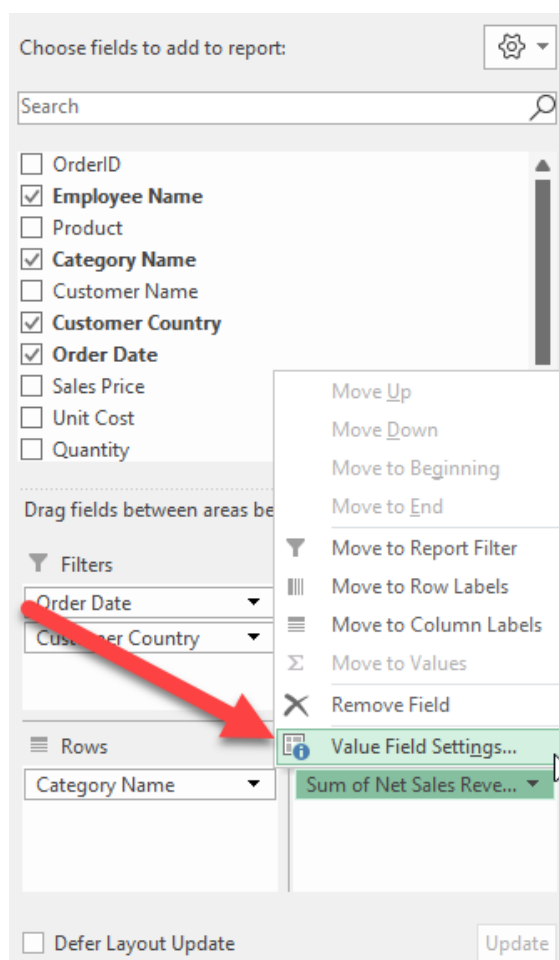 Choose fields to add to report:
Search
OrderID
Employee Name
Product
Category Name
Customer Name
Customer Country
Order Date
Sales Price
Unit Cost
Quantity
Move Up
Move Down
Move to Beginning
Move to End
Move to Report Filter
Move to Row Labels
Move to Column Labels
Move to Values
Remove Field
Value Field Settings...
Drag fields between areas be
Filters
Order Date
Customer Country
Rows
Category Name
Sum of Net Sales Reve...
Defer Layout Update
Update